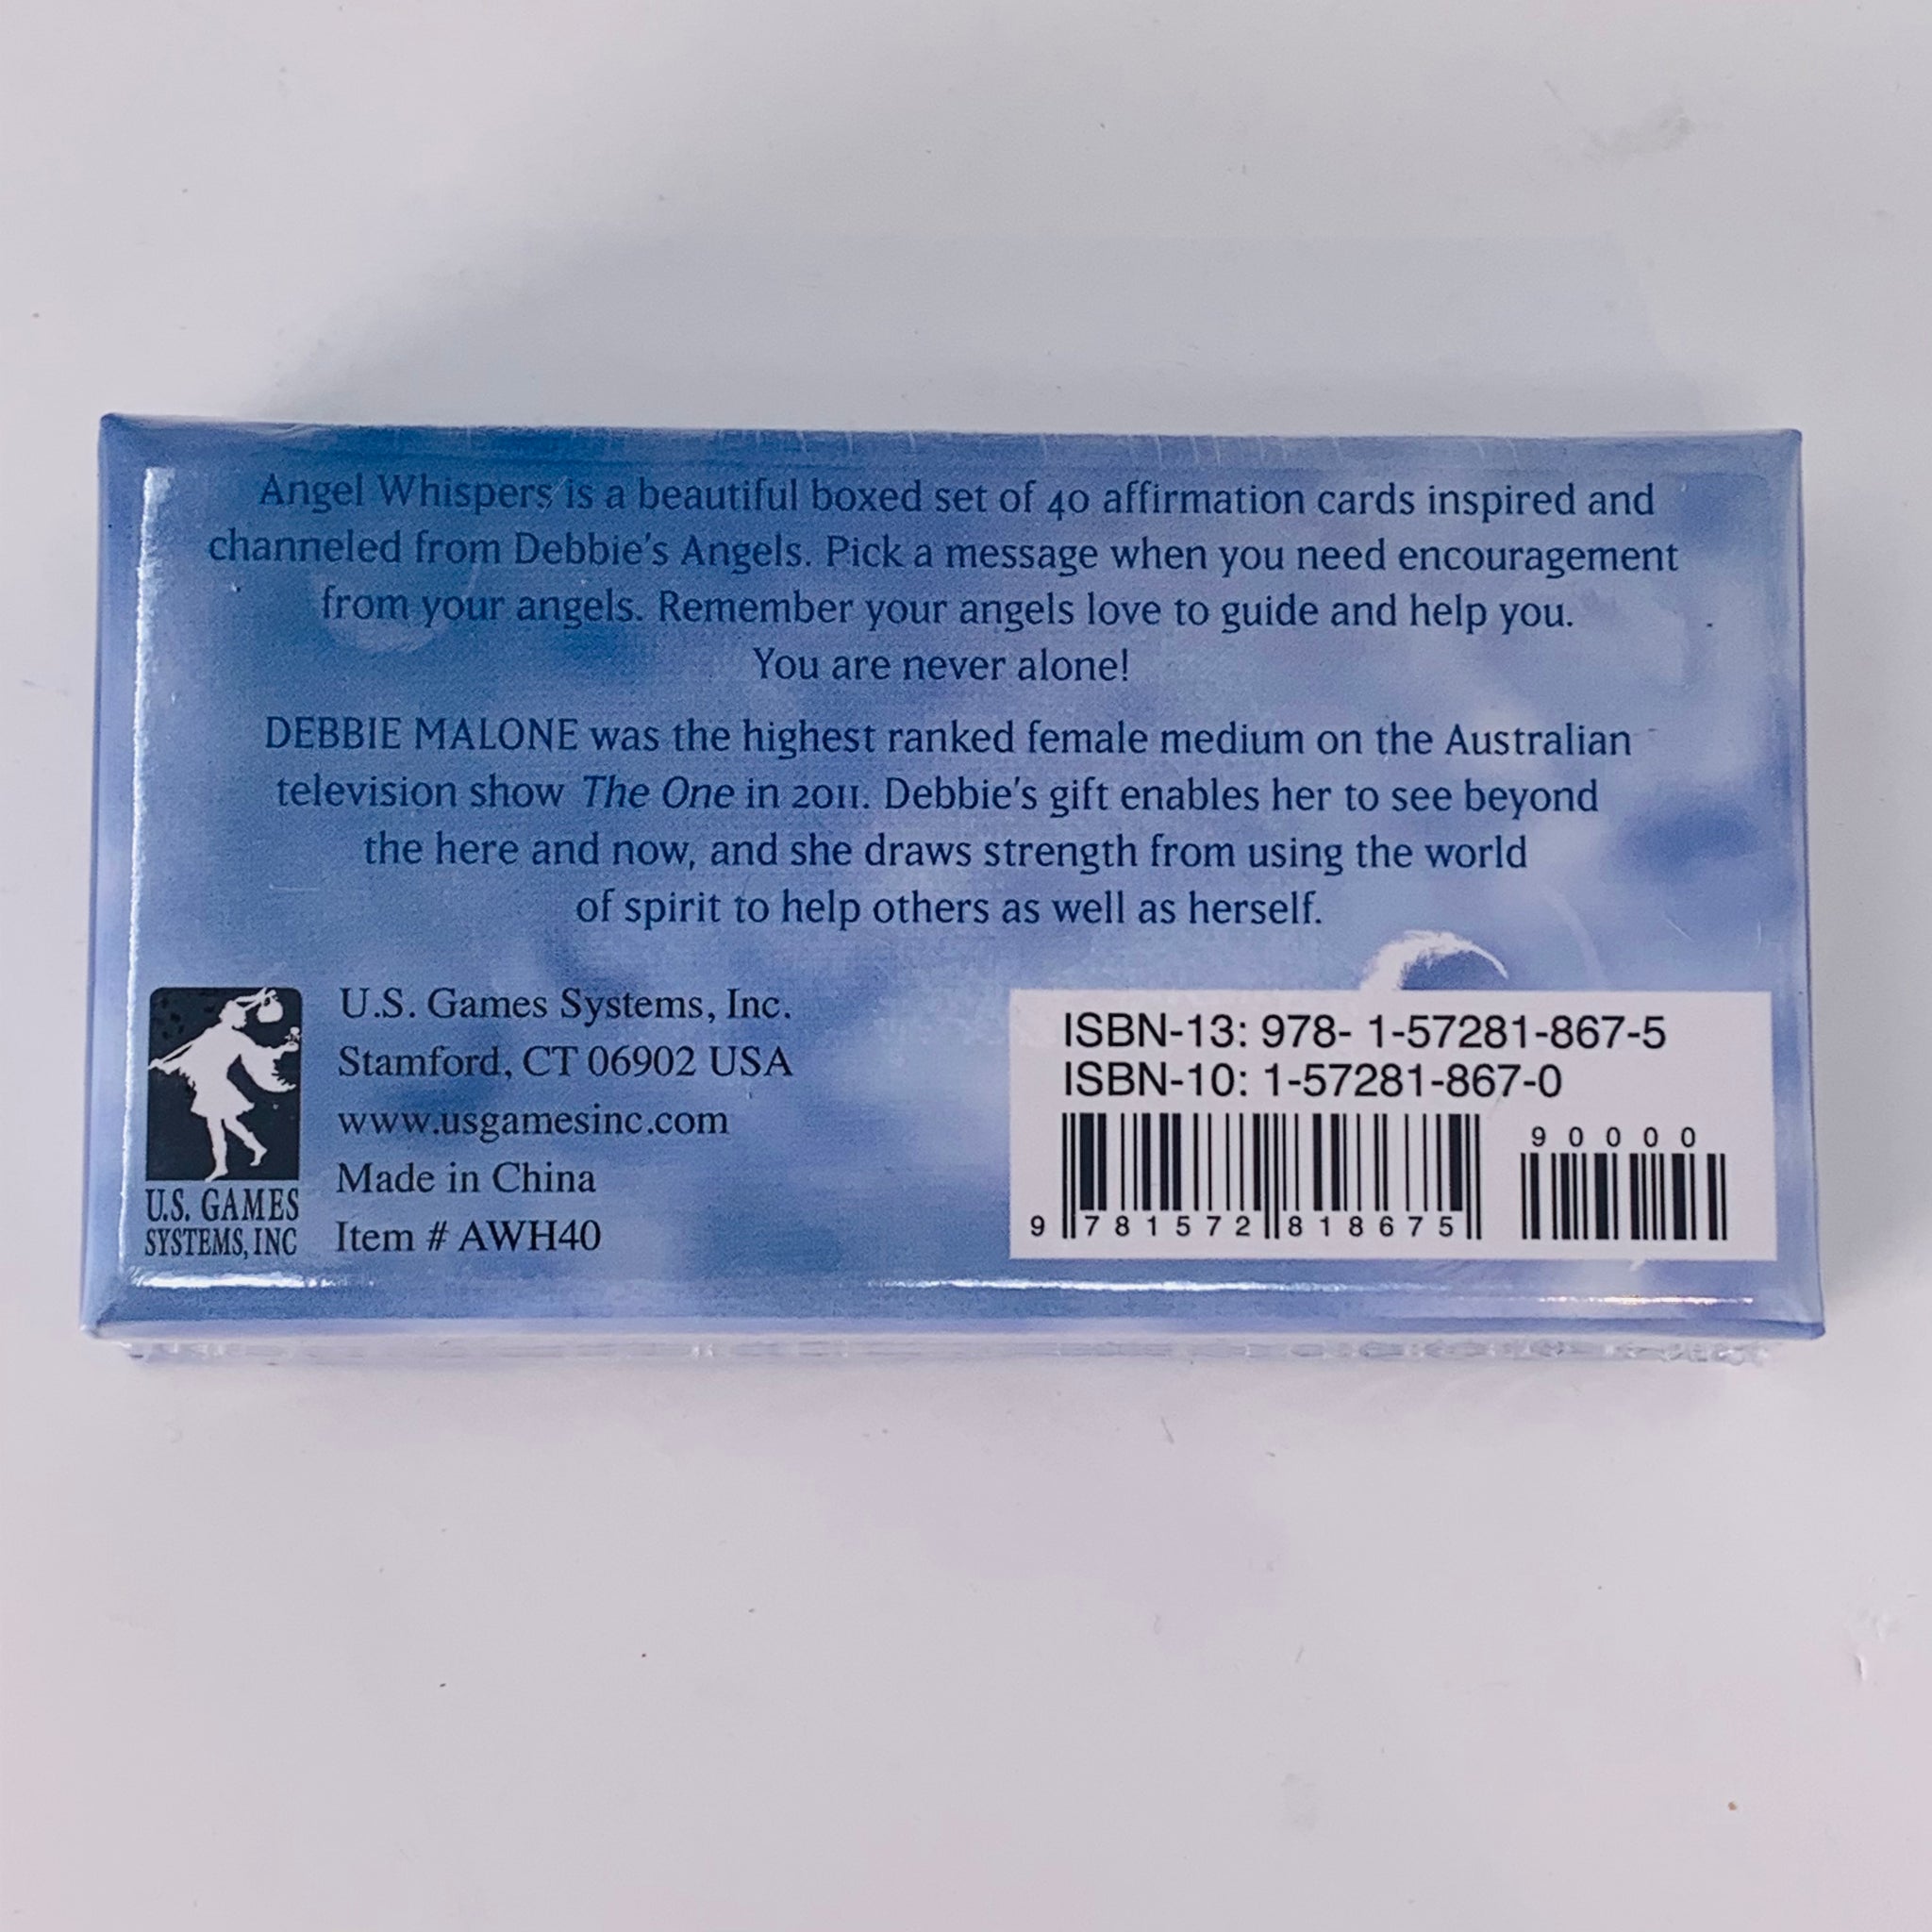 Angel Whispers is a beautiful boxed set of 40 affirmation cards inspired and
channeled from Debbie's Angels. Pick a message when you need encouragement
from your angels. Remember your angels love to guide and help you.
You are never alone!
DEBBIE MALONE was the highest ranked female medium on the Australian
television show The One in 2011. Debbie's gift enables her to see beyond
the here and now, and she draws strength from using the world
of spirit to help others as well as herself.
U.S. GAMES
SYSTEMS, INC
U.S. Games Systems, Inc.
Stamford, CT 06902 USA
www.usgamesinc.com
Made in China
Item # AWH40
ISBN-13: 978- 1-57281-867-5
ISBN-10: 1-57281-867-0
90000
9 781572 818675